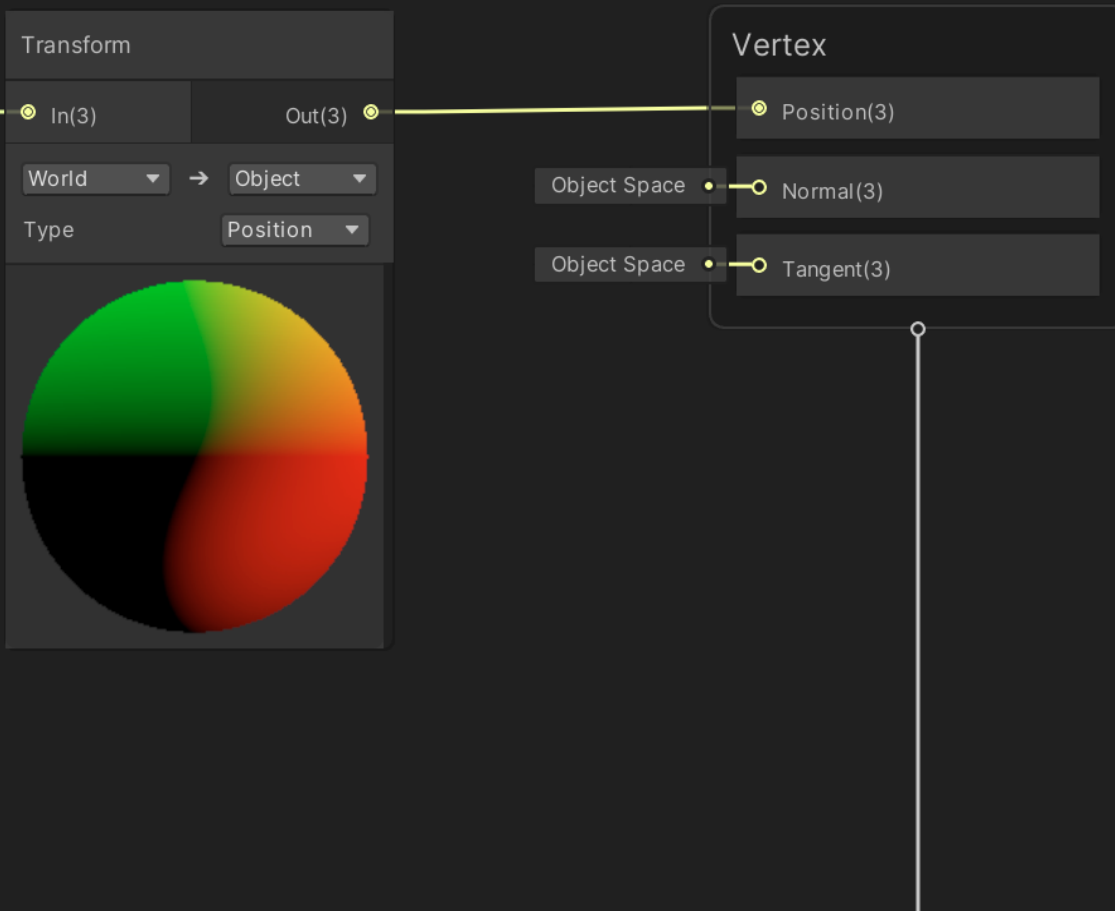 Transform
In(3)
Out(3)
World
Object
Type
Position
Vertex
Position(3)
Object Space
Normal(3)
Object Space
Tangent(3)